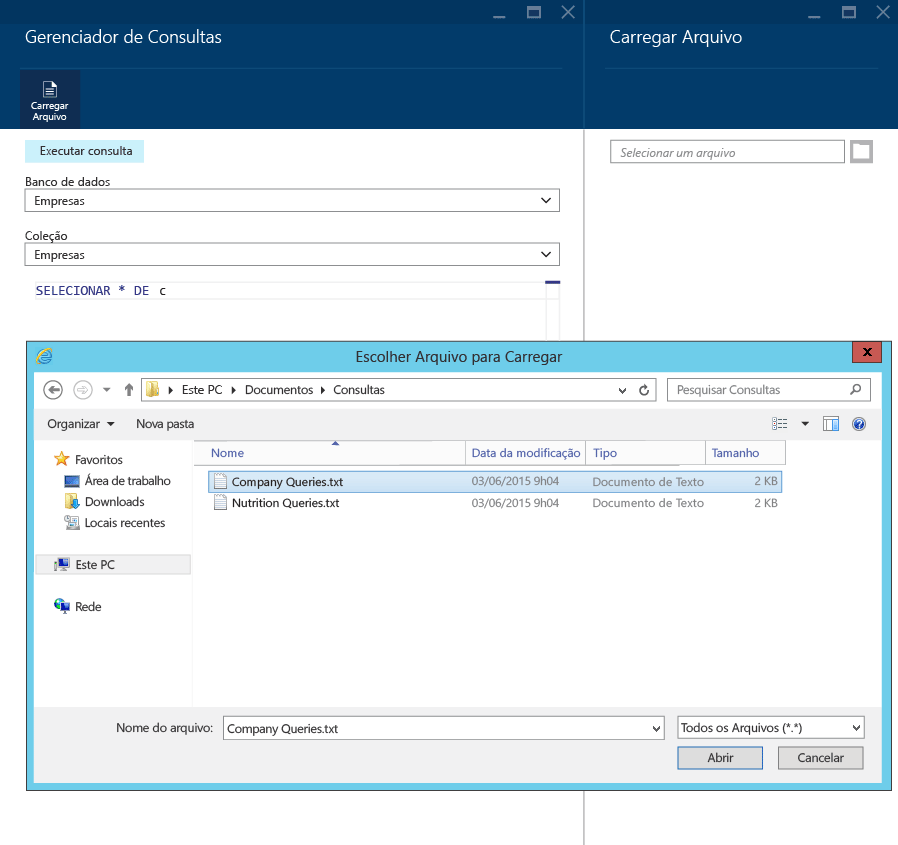 Gerenciador de Consultas
Carregar Arquivo
Carregar
Arquivo
Executar consulta
Selecionar um arquivo
Banco de dados
Empresas
Coleção
Empresas
SELECIONAR * DE c
Escolher Arquivo para Carregar
x
Este PC Documentos Consultas
Pesquisar Consultas
Organizar
Nova pasta
Nome Data da modificação Tipo Tamanho
Favoritos
Área de trabalho
Downloads
Locais recentes
Este PC
Rede
Company Queries.txt 03/06/2015 9h04 Documento de Texto 2 KB
Nutrition Queries.txt 03/06/2015 9h04 Documento de Texto 2 KB
Nome do arquivo: Company Queries.txt Todos os Arquivos (*.*)
Abrir Cancelar